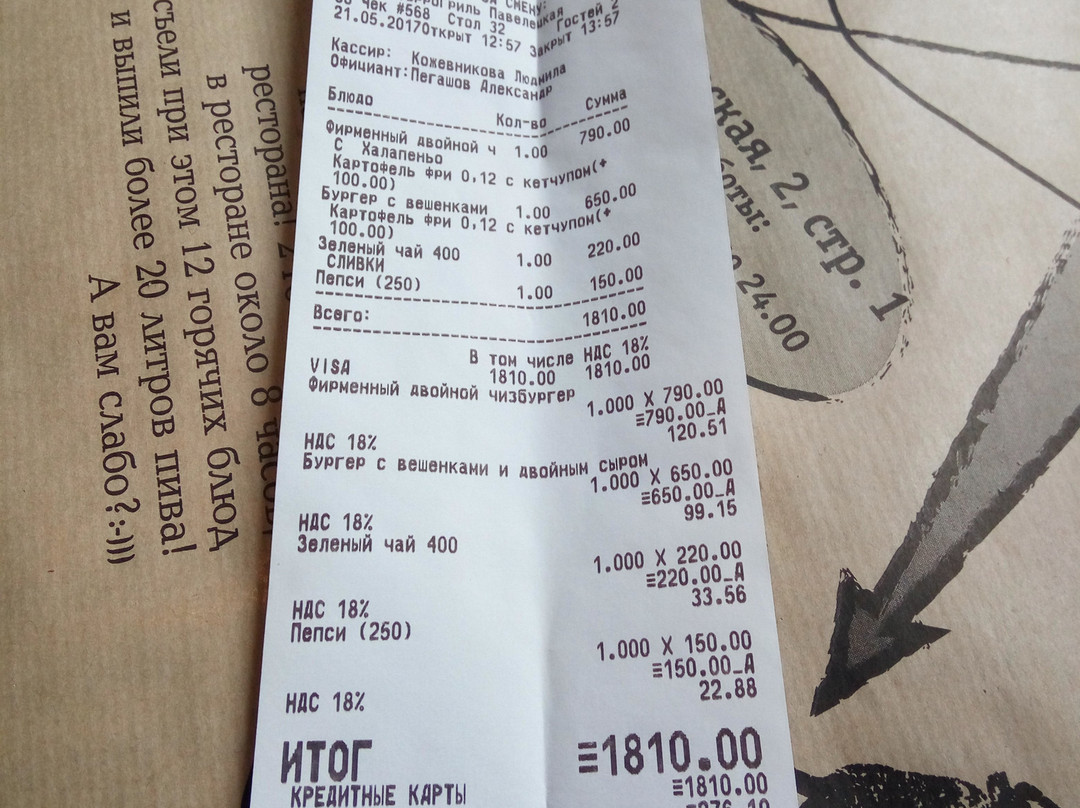 СМЕНУ:
Павелецкая
Чек #568 Стол 32 Гостей 2
21.05.2017 Открыт 12:57 Закрыт 13:57
Кассир: Кожевникова Людмила
Официант: Пегашов Александр
Блюдо Кол-во Сумма
Фирменный двойной ч 1.00 790.00
С Халапеньо
Картофель фри 0,12 с кетчупом(+
100.00)
Бургер с вешенками 1.00 650.00
Картофель фри 0,12 с кетчупом(+
100.00)
Зеленый чай 400 1.00 220.00
СЛИВКИ
Пепси (250) 1.00 150.00
Всего: 1810.00
В том числе НДС 18%
VISA 1810.00 1810.00
Фирменный двойной чизбургер
1.000 X 790.00
≡790.00_А
НДС 18% 120.51
Бургер с вешенками и двойным сыром
1.000 X 650.00
≡650.00_А
НДС 18% 99.15
Зеленый чай 400
1.000 X 220.00
≡220.00_А
НДС 18% 33.56
Пепси (250)
1.000 X 150.00
≡150.00_А
НДС 18% 22.88
ИТОГ ≡1810.00
КРЕДИТНЫЕ КАРТЫ ≡1810.00
ресторана!
в ресторане около 8 часов
съели при этом 12 горячих блюд
и выпили более 20 литров пива!
А вам слабо?:-)))
ская, 2, стр. 1
боты:
24.00